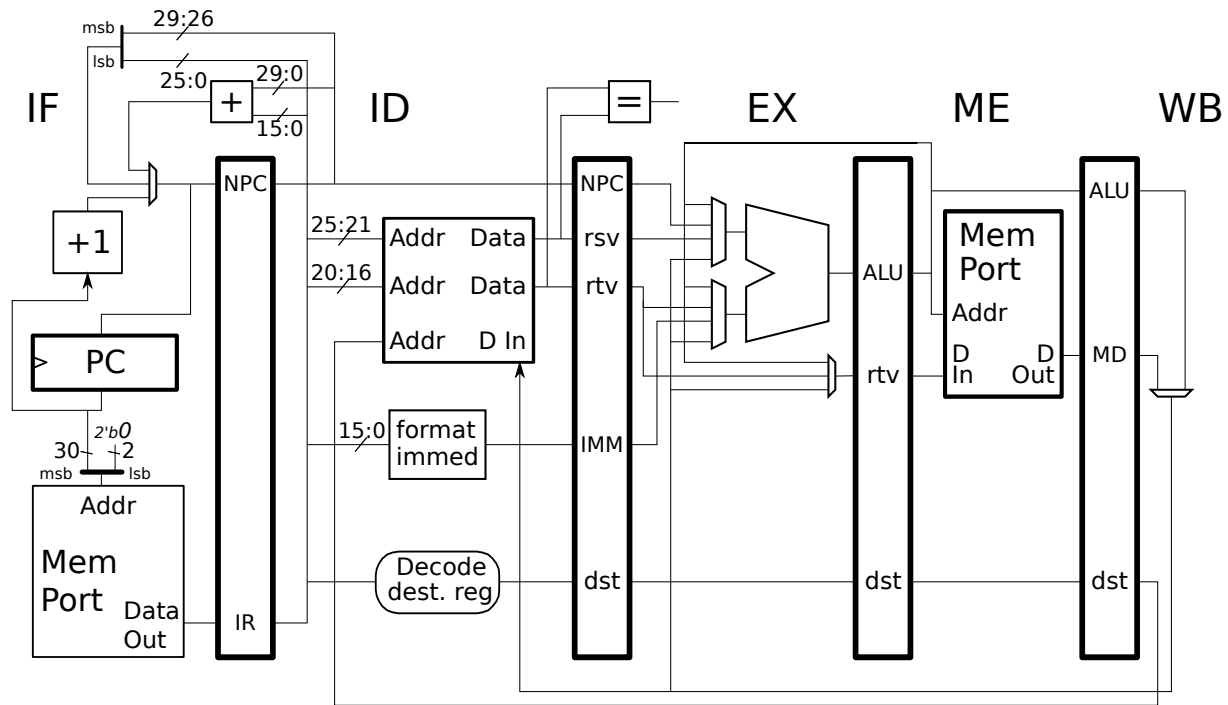 29:26
msb
lsb
25:0
29:0
+
15:0
=
IF
ID
EX
ME
WB
NPC
NPC
ALU
+1
25:21
Addr
Data
rsv
20:16
Addr
Data
rtv
ALU
Mem
Port
Addr
Addr
D In
PC
rtv
D
In
D
Out
MD
2'b0
30
2
msb
lsb
15:0
format
immed
IMM
Addr
Mem
Port
Data
Out
IR
Decode
dest. reg
dst
dst
dst